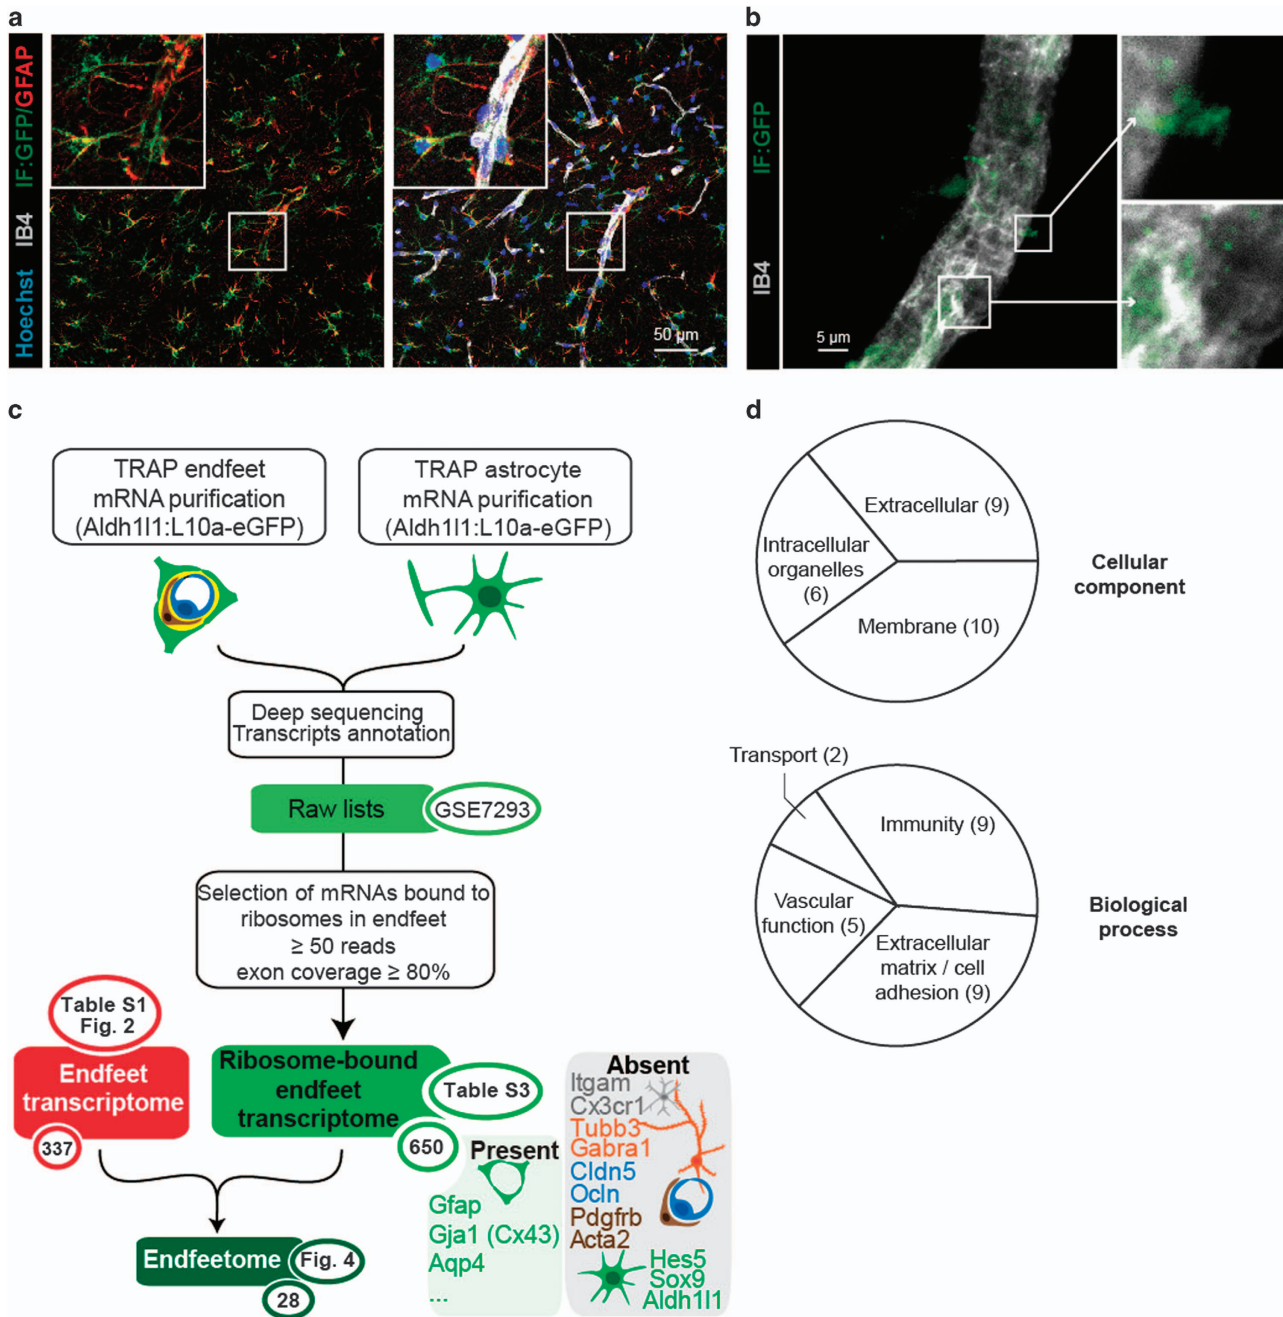 a
Hoechst IB4 IF:GFP/GFAP
50 µm
b
IB4 IF:GFP
5 µm
c
TRAP endfeet
mRNA purification
(Aldh1l1:L10a-eGFP)
TRAP astrocyte
mRNA purification
(Aldh1l1:L10a-eGFP)
Deep sequencing
Transcripts annotation
Raw lists
GSE7293
Selection of mRNAs bound to
ribosomes in endfeet
≥ 50 reads
exon coverage ≥ 80%
Table S1
Fig. 2
Endfeet
transcriptome
337
Ribosome-bound
endfeet
transcriptome
Table S3
650
Endfeetome
Fig. 4
28
Present
Gfap
Gja1 (Cx43)
Aqp4
...
Absent
Itgam
Cx3cr1
Tubb3
Gabra1
Cldn5
Ocln
Pdgfrb
Acta2
Hes5
Sox9
Aldh1l1
d
Extracellular (9)
Intracellular
organelles
(6)
Membrane (10)
Cellular
component
Transport (2)
Immunity (9)
Vascular
function (5)
Extracellular
matrix / cell
adhesion (9)
Biological
process